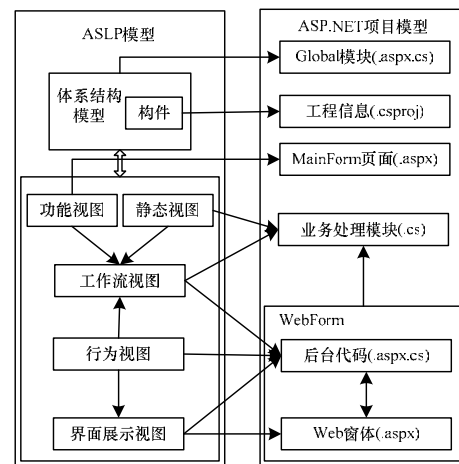 ASLP模型
ASP.NET项目模型
Global模块(.aspx.cs)
体系结构
模型
构件
工程信息(.csproj)
MainForm页面(.aspx)
功能视图
静态视图
业务处理模块(.cs)
工作流视图
WebForm
行为视图
后台代码(.aspx.cs)
界面展示视图
Web窗体(.aspx)